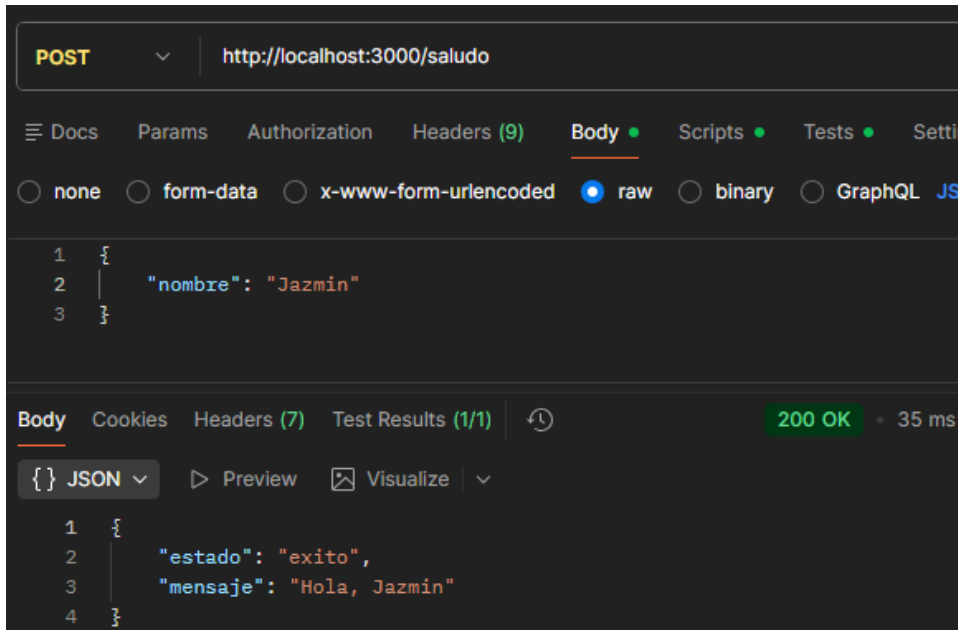 POST http://localhost:3000/saludo
Docs Params Authorization Headers (9) Body Scripts Tests Setti
none form-data x-www-form-urlencoded raw binary GraphQL JS
1 {
2 "nombre": "Jazmin"
3 }
Body Cookies Headers (7) Test Results (1/1) 200 OK • 35 ms
{} JSON Preview Visualize
1 {
2 "estado": "exito",
3 "mensaje": "Hola, Jazmin"
4 }